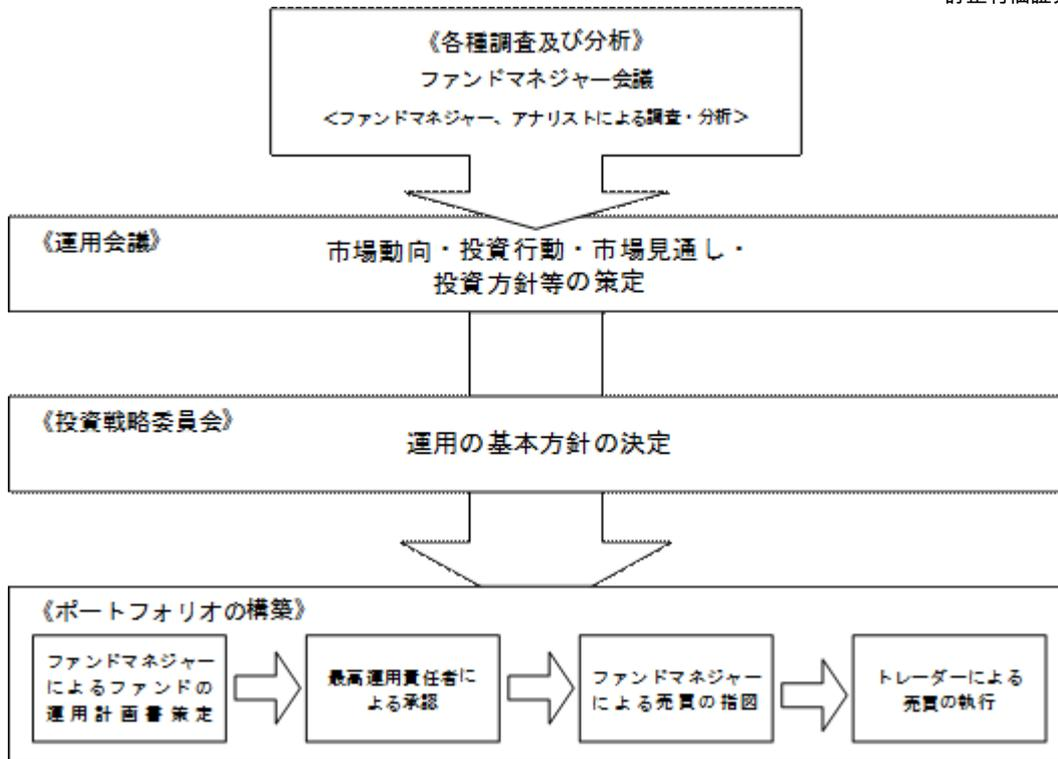 《各種調査及び分析》
ファンドマネジャー会議
<ファンドマネジャー、アナリストによる調査・分析>
《運用会議》
市場動向・投資行動・市場見通し・
投資方針等の策定
《投資戦略委員会》
運用の基本方針の決定
《ポートフォリオの構築》
ファンドマネジャー
によるファンドの
運用計画書策定
最高運用責任者に
よる承認
ファンドマネジャー
による売買の指図
トレーダーによる
売買の執行